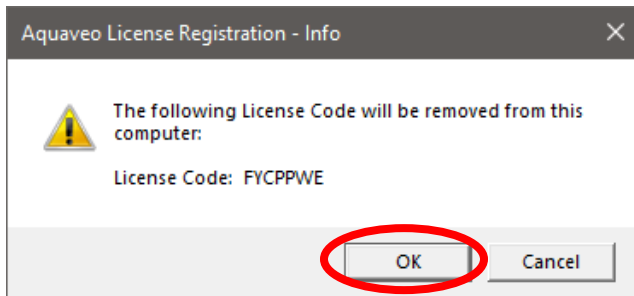 Aquaveo License Registration - Info
The following License Code will be removed from this
computer:
License Code: FYCPPWE
OK
Cancel